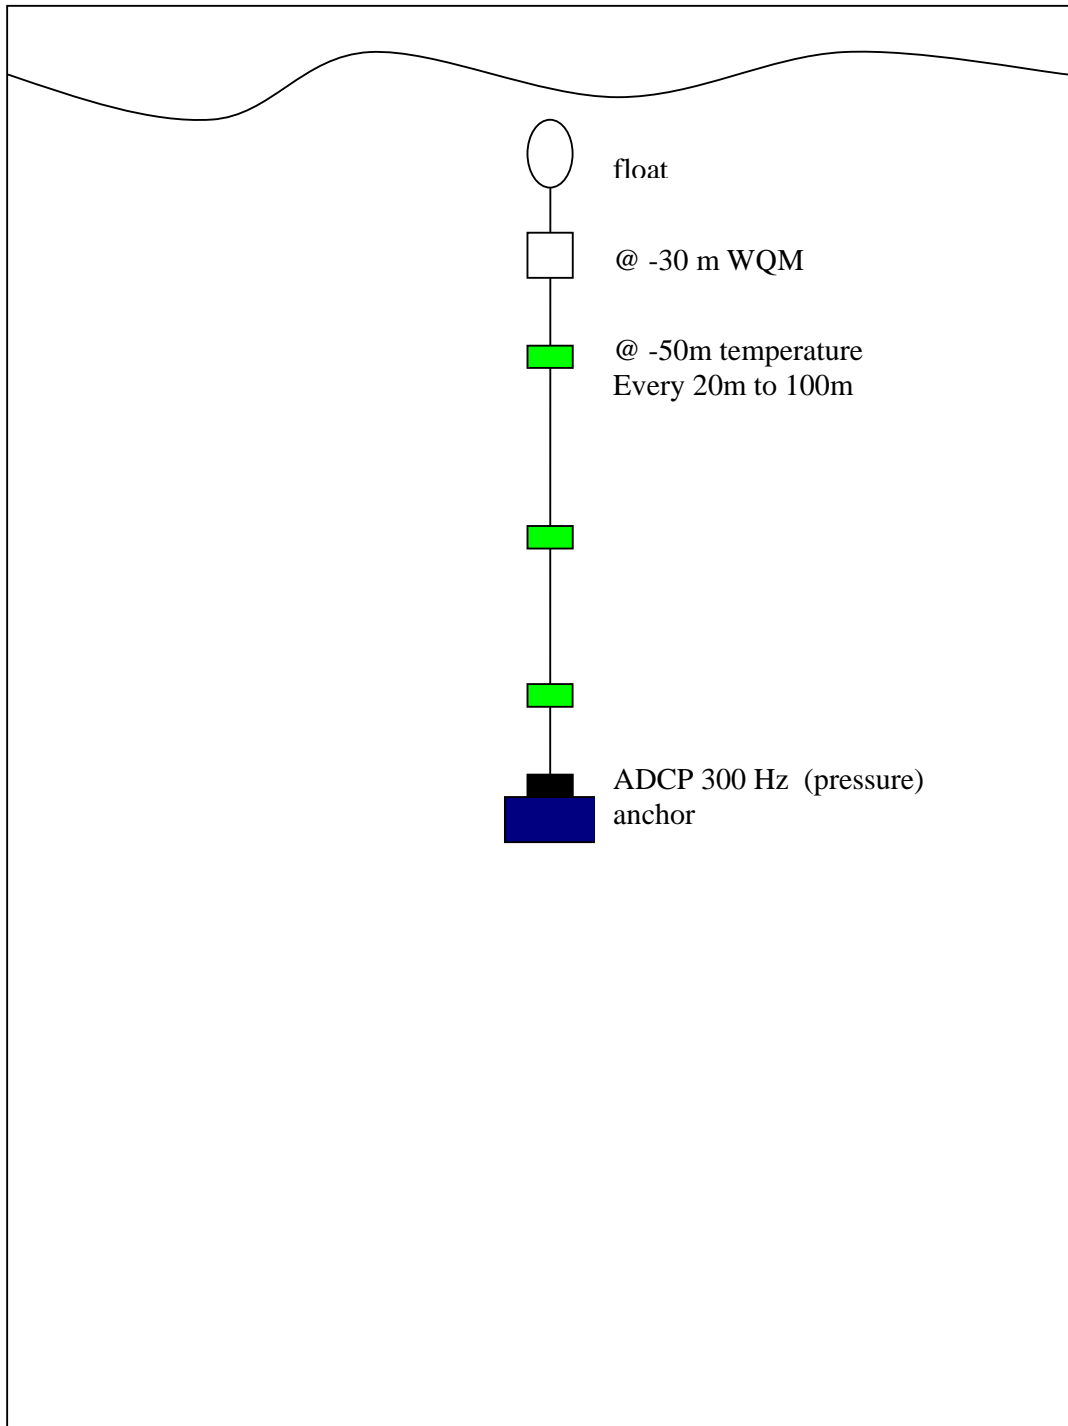 float
@ -30 m WQM
@ -50m temperature
Every 20m to 100m
ADCP 300 Hz  (pressure)
anchor